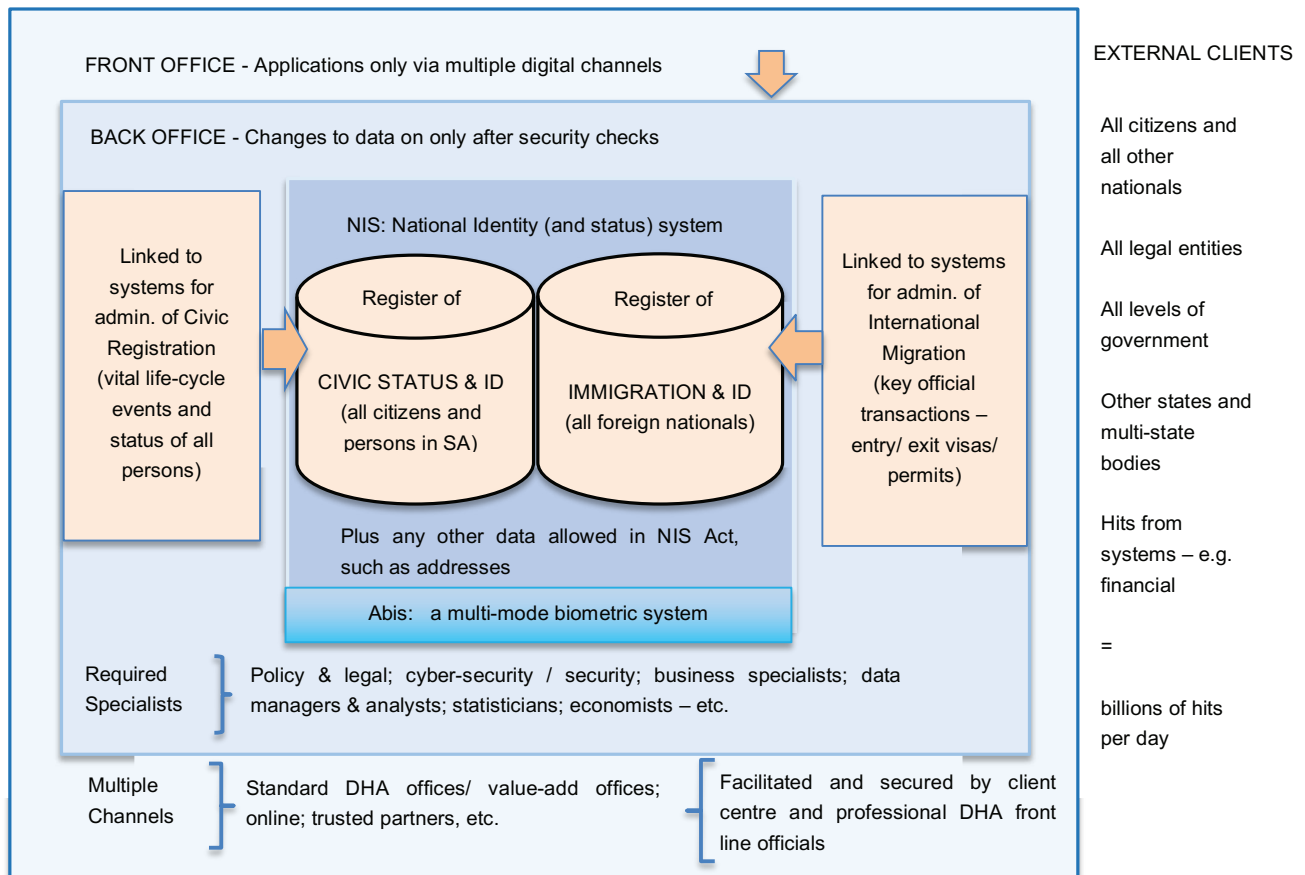 FRONT OFFICE - Applications only via multiple digital channels
BACK OFFICE - Changes to data on only after security checks
Linked to
systems for
admin. of Civic
Registration
(vital life-cycle
events and
status of all
persons)
NIS: National Identity (and status) system
Register of
CIVIC STATUS & ID
(all citizens and
persons in SA)
Register of
IMMIGRATION & ID
(all foreign nationals)
Plus any other data allowed in NIS Act,
such as addresses
Abis: a multi-mode biometric system
Linked to systems
for admin. of
International
Migration
(key official
transactions –
entry/ exit visas/
permits)
Required
Specialists
Policy & legal; cyber-security / security; business specialists; data
managers & analysts; statisticians; economists – etc.
Multiple
Channels
Standard DHA offices/ value-add offices;
online; trusted partners, etc.
Facilitated and secured by client
centre and professional DHA front
line officials
EXTERNAL CLIENTS
All citizens and
all other
nationals
All legal entities
All levels of
government
Other states and
multi-state
bodies
Hits from
systems – e.g.
financial
=
billions of hits
per day